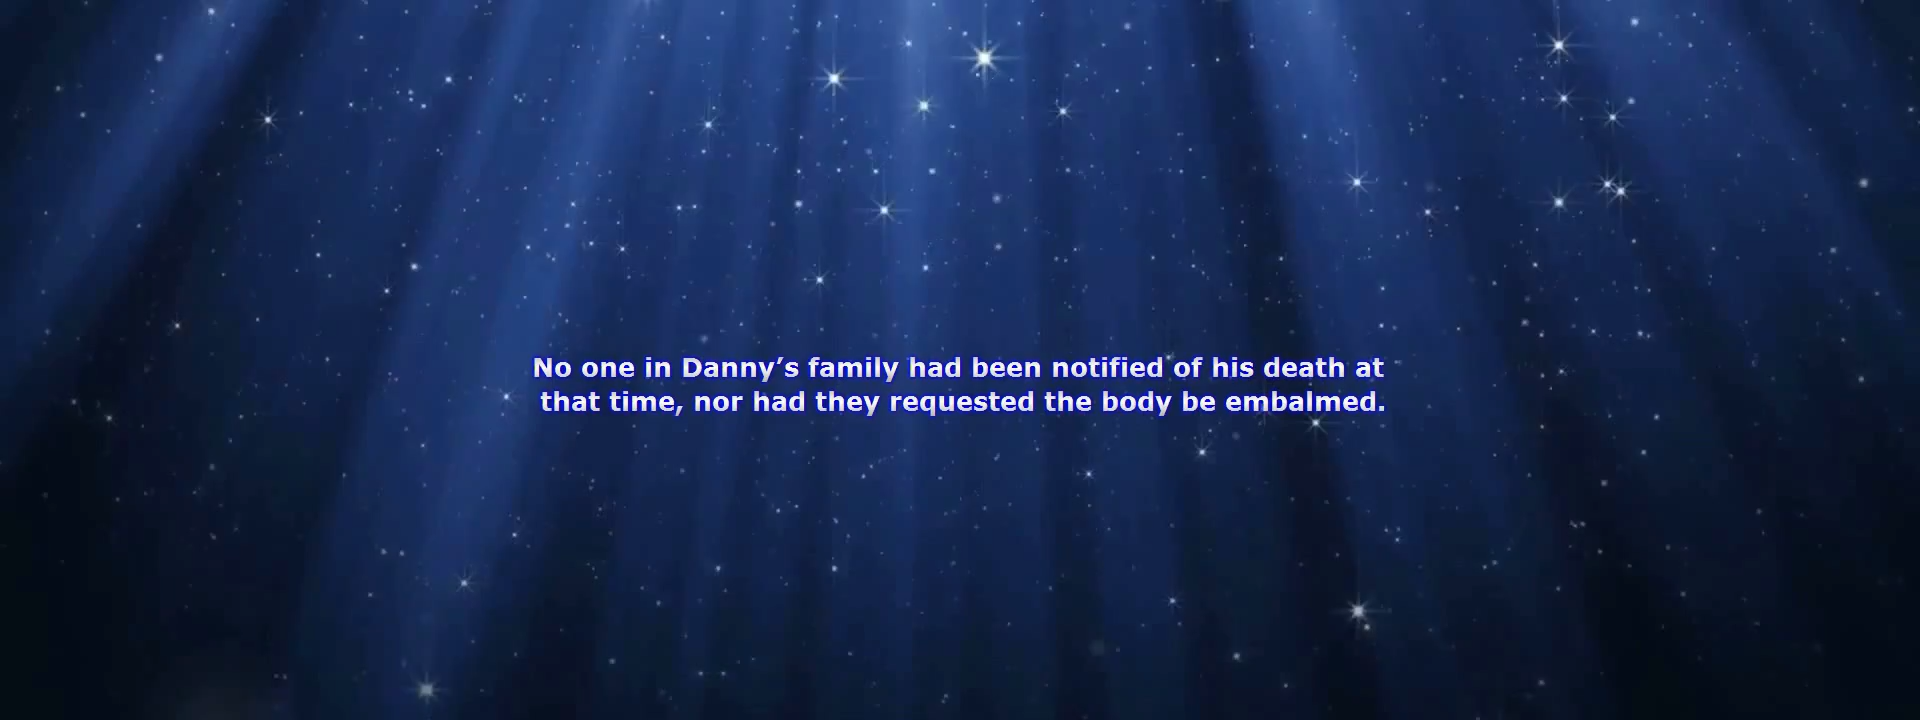 No one in Danny’s family had been notified of his death at
that time, nor had they requested the body be embalmed.